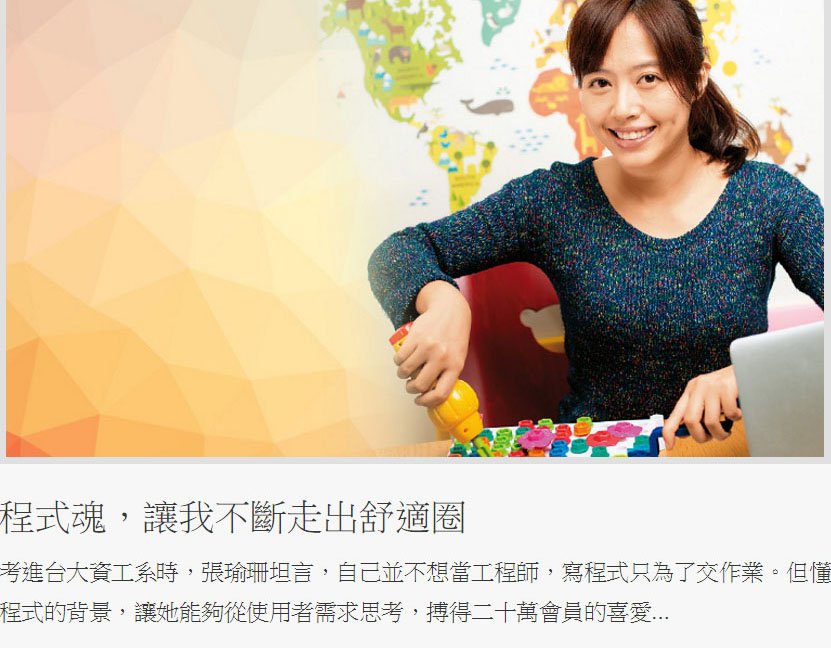 程式魂，讓我不斷走出舒適圈
考進台大資工系時，張瑜珊坦言，自己並不想當工程師，寫程式只為了交作業。但懂
程式的背景，讓她能夠從使用者需求思考，搏得二十萬會員的喜愛...